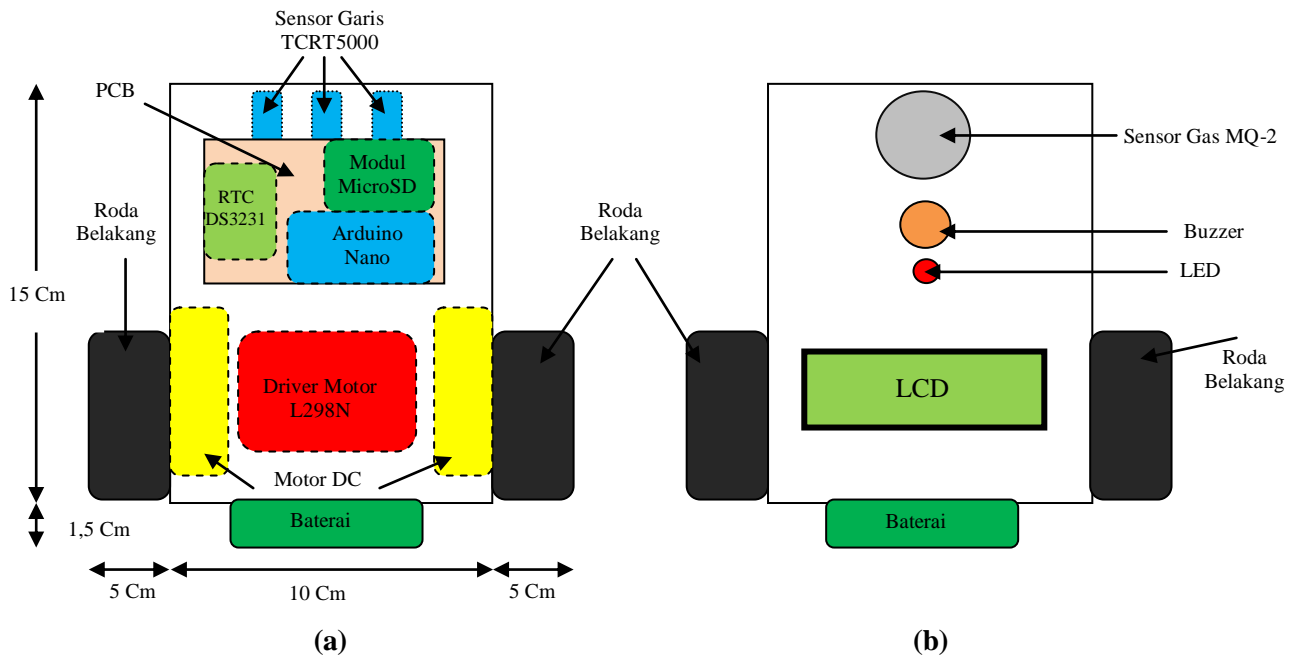 Sensor Garis
TCRT5000
PCB
Modul
MicroSD
RTC
DS3231
Arduino
Nano
Roda
Belakang
15 Cm
Driver Motor
L298N
Motor DC
Baterai
1,5 Cm
5 Cm
10 Cm
5 Cm
(a)
Roda
Belakang
Sensor Gas MQ-2
Buzzer
LED
LCD
Roda
Belakang
Baterai
(b)